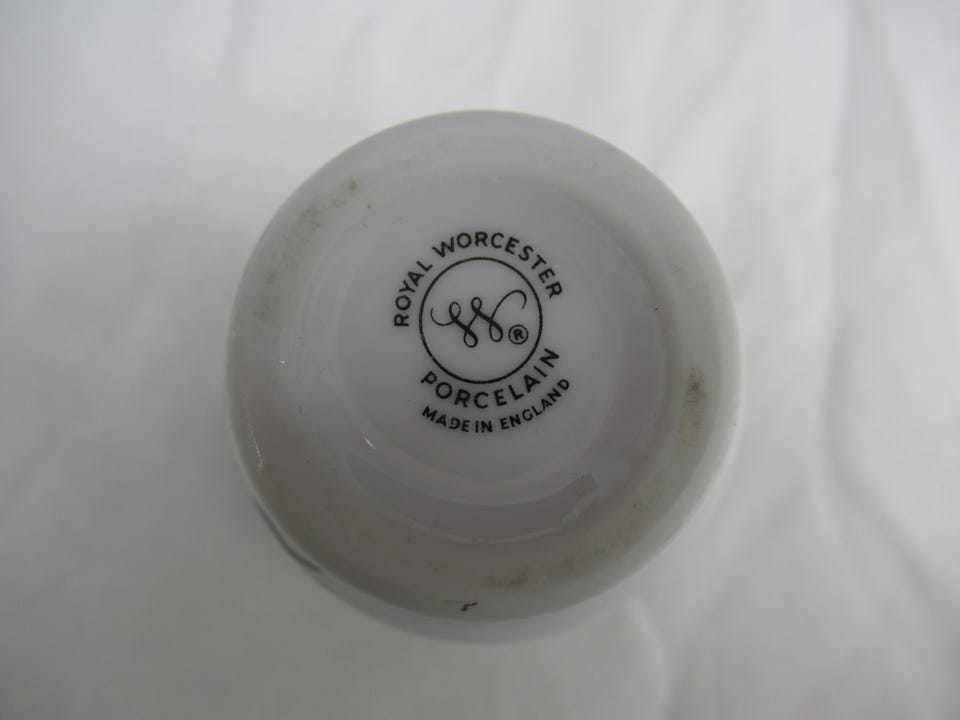 ROYAL WORCESTER
W®
PORCELAIN
MADE IN ENGLAND